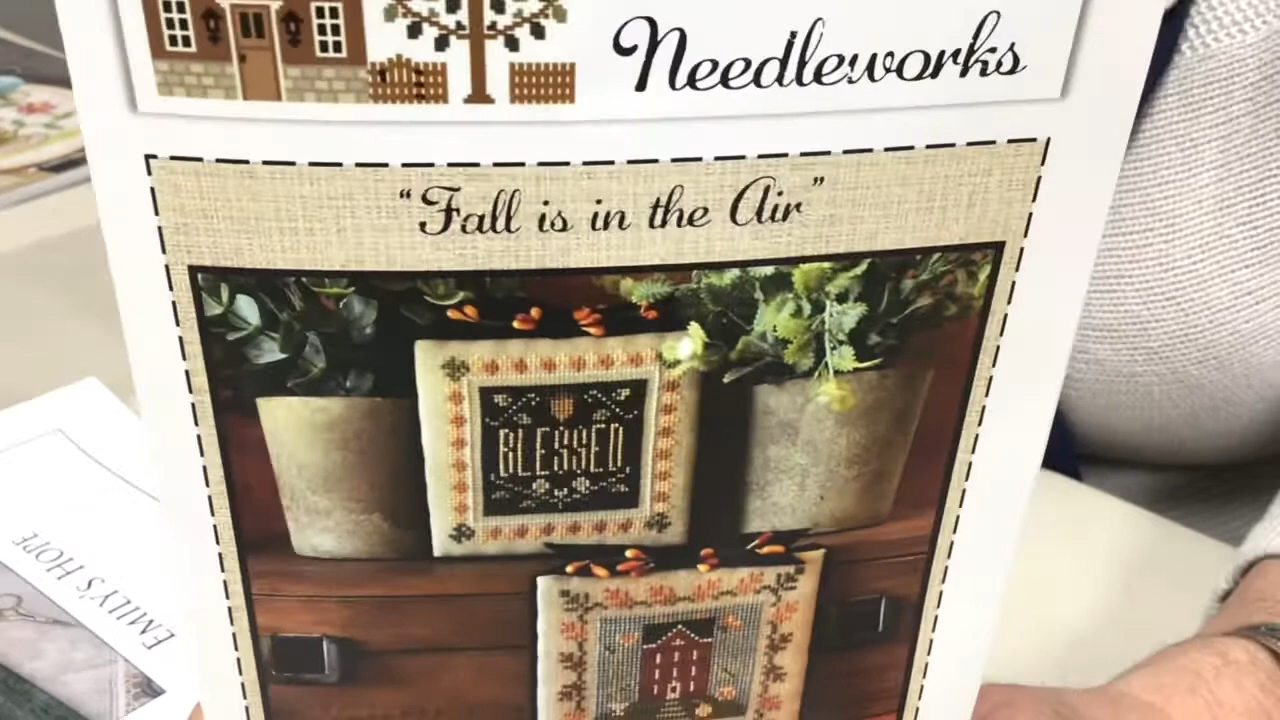 Needleworks
"Fall is in the Air"
BLESSED
EMILY'S HOPE